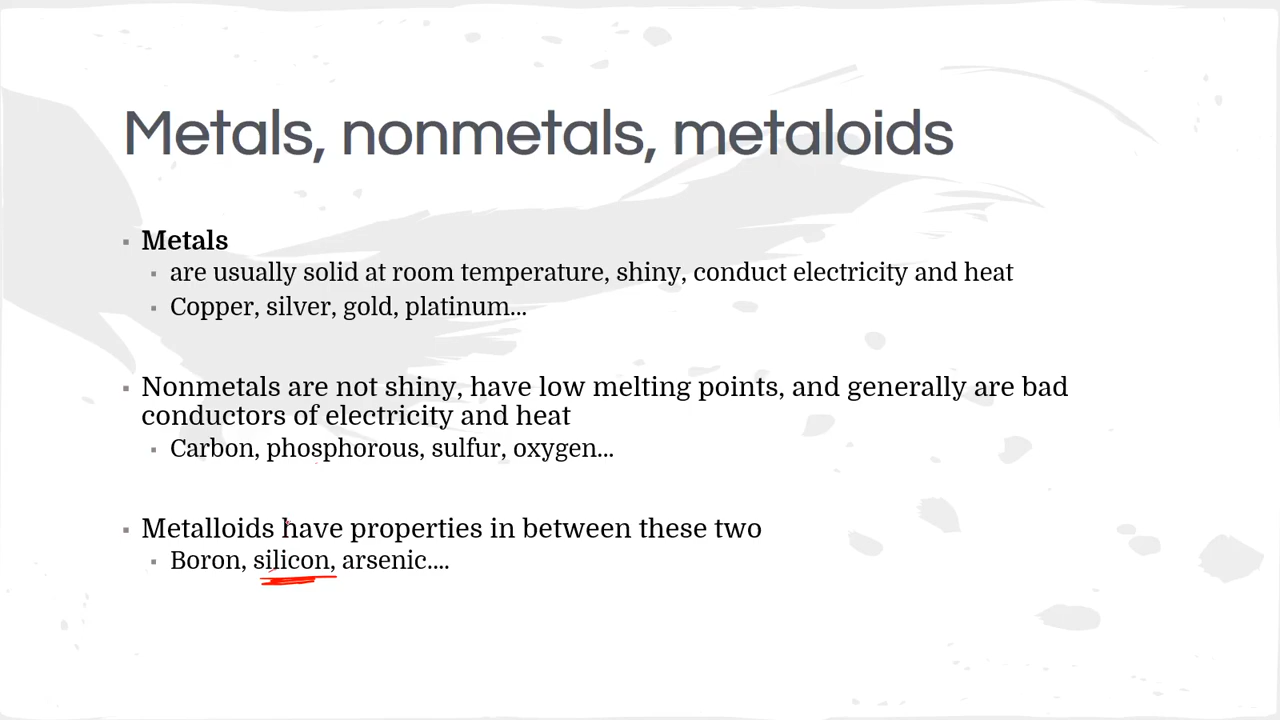 Metals, nonmetals, metaloids
Metals
are usually solid at room temperature, shiny, conduct electricity and heat
Copper, silver, gold, platinum...
Nonmetals are not shiny, have low melting points, and generally are bad
conductors of electricity and heat
Carbon, phosphorous, sulfur, oxygen...
Metalloids have properties in between these two
Boron, silicon, arsenic....